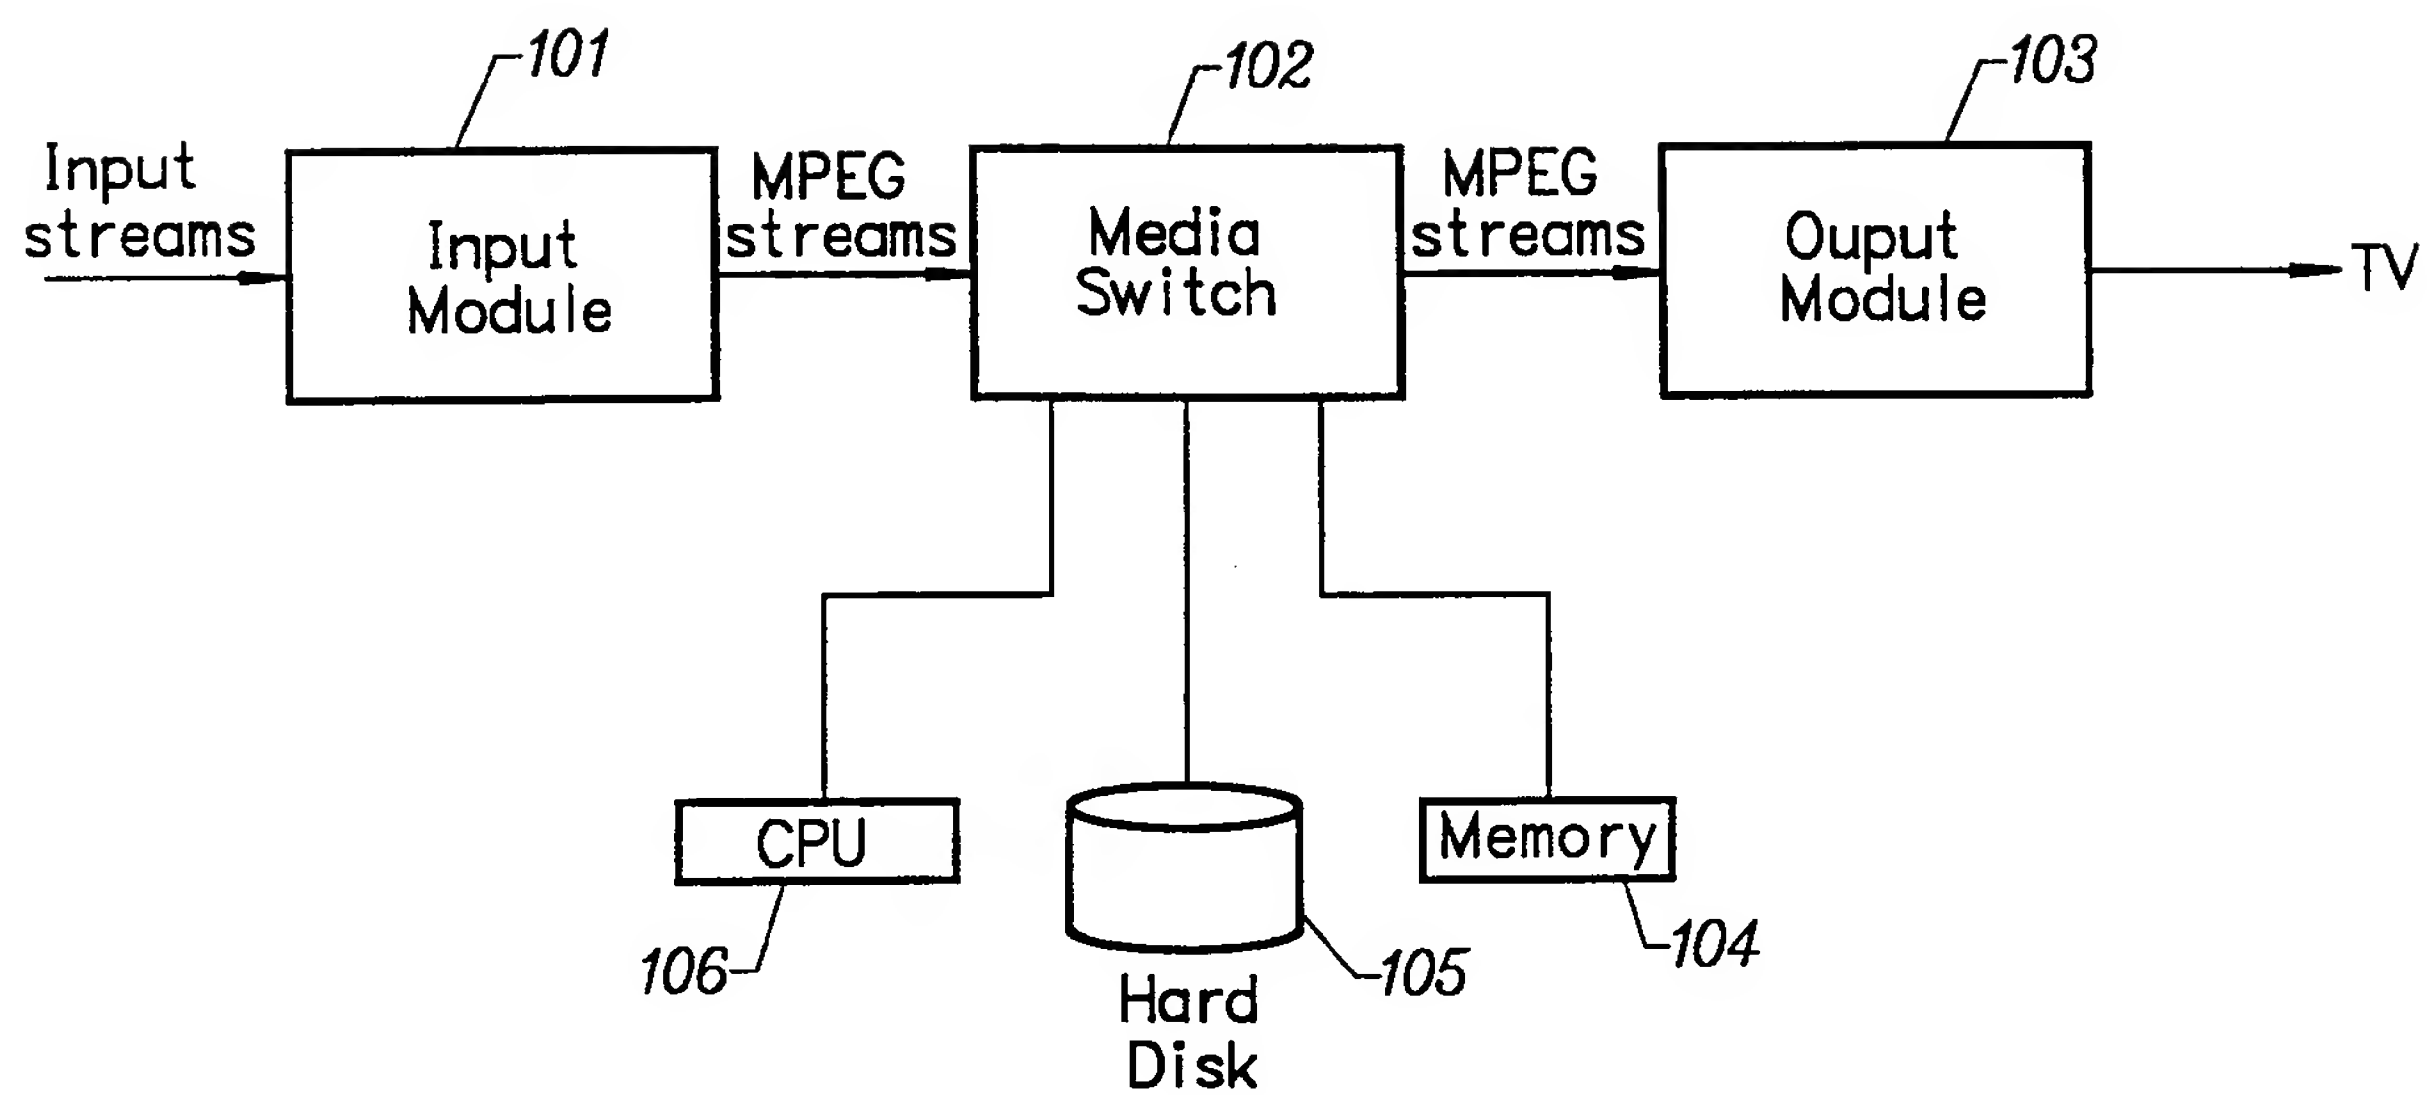 101
102
103
Input
streams
Input
Module
MPEG
streams
Media
Switch
MPEG
streams
Ouput
Module
TV
CPU
Memory
106
105
104
Hard
Disk